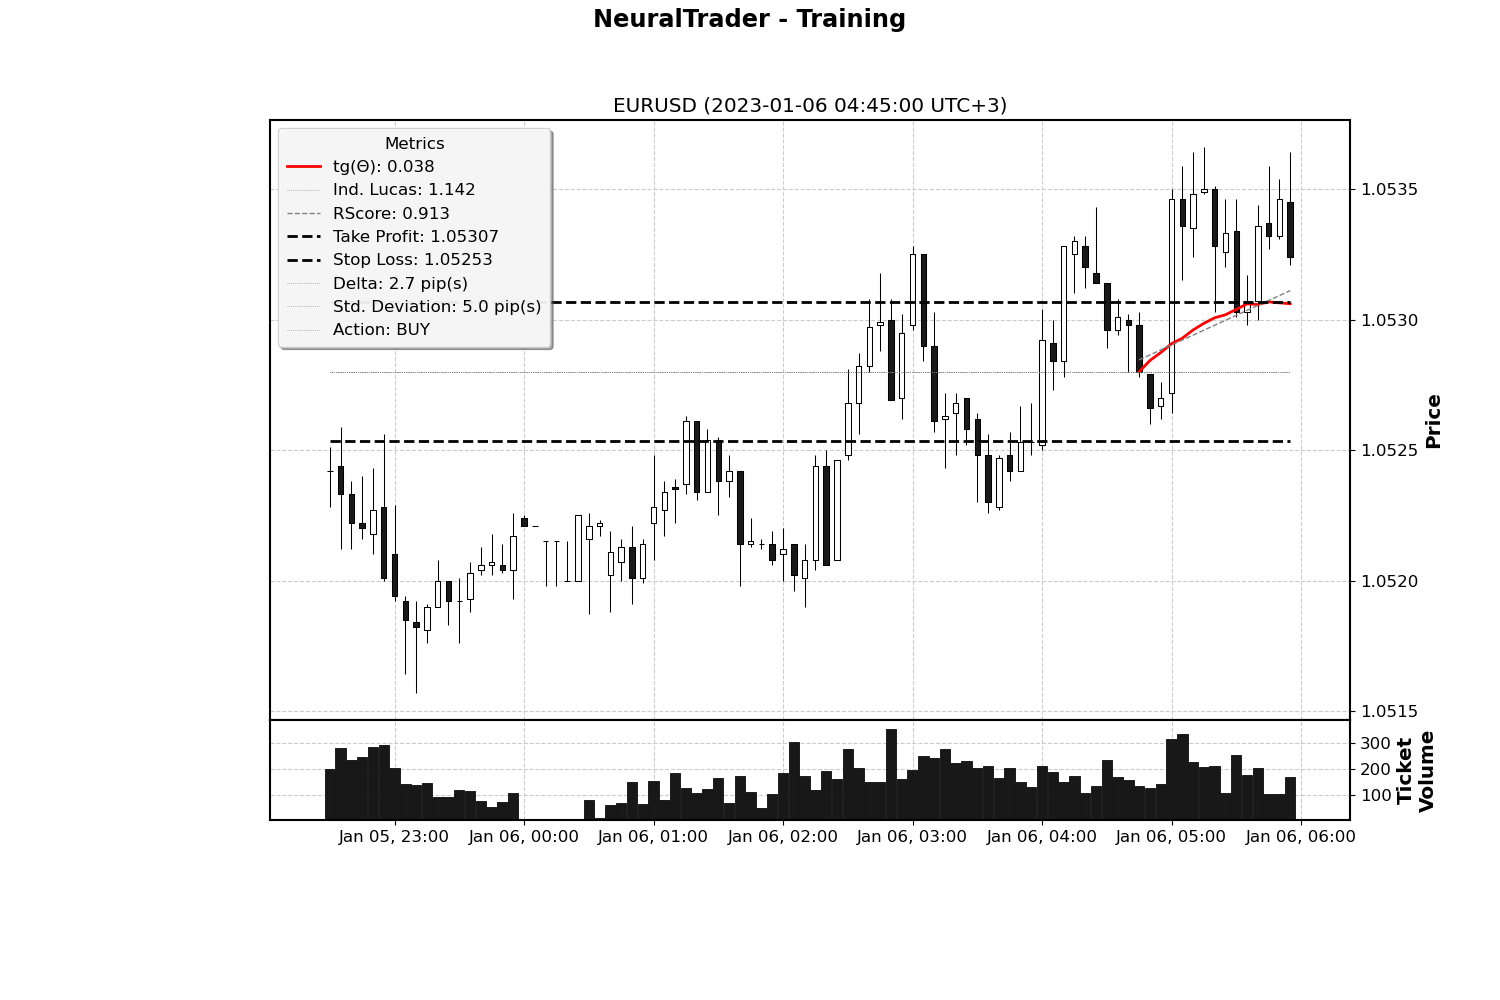 NeuralTrader - Training
EURUSD (2023-01-06 04:45:00 UTC+3)
Metrics
tg(Θ): 0.038
Ind. Lucas: 1.142
RScore: 0.913
Take Profit: 1.05307
Stop Loss: 1.05253
Delta: 2.7 pip(s)
Std. Deviation: 5.0 pip(s)
Action: BUY
1.0535
1.0530
1.0525
1.0520
1.0515
Price
300
200
100
Ticket
Volume
Jan 05, 23:00 Jan 06, 00:00 Jan 06, 01:00 Jan 06, 02:00 Jan 06, 03:00 Jan 06, 04:00 Jan 06, 05:00 Jan 06, 06:00